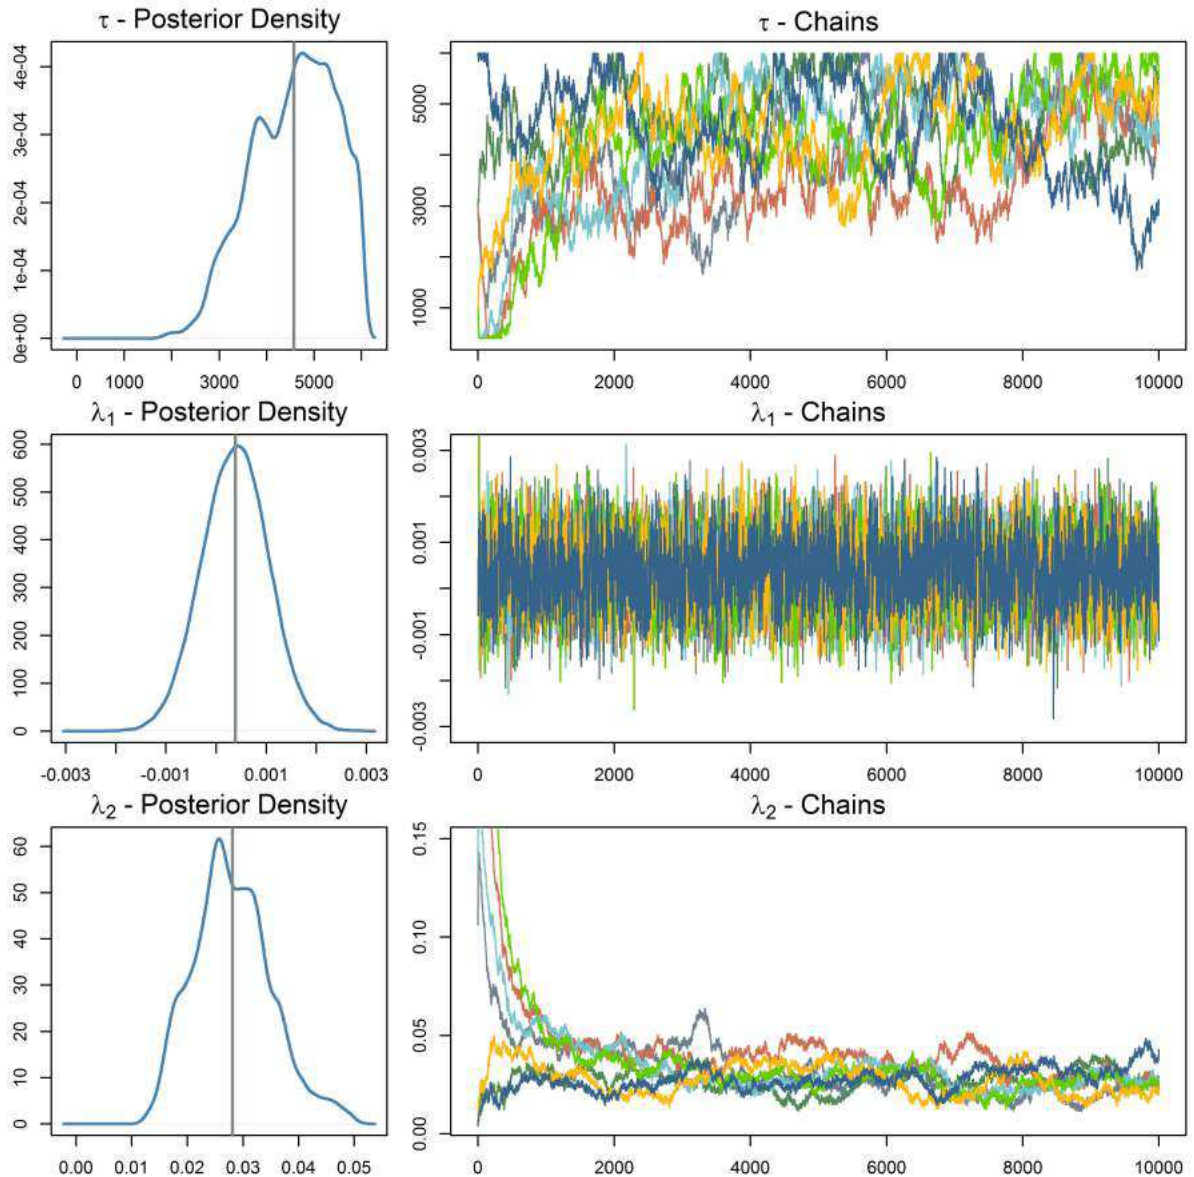 τ - Posterior Density
4e-04
3e-04
2e-04
1e-04
0e+00
0 1000 3000 5000
τ - Chains
5000
3000
1000
0 2000 4000 6000 8000 10000
λ1 - Posterior Density
600
500
400
300
200
100
0
-0.003 -0.001 0.001 0.003
λ1 - Chains
0.003
0.001
-0.001
-0.003
0 2000 4000 6000 8000 10000
λ2 - Posterior Density
60
50
40
30
20
10
0
0.00 0.01 0.02 0.03 0.04 0.05
λ2 - Chains
0.15
0.10
0.05
0.00
0 2000 4000 6000 8000 10000